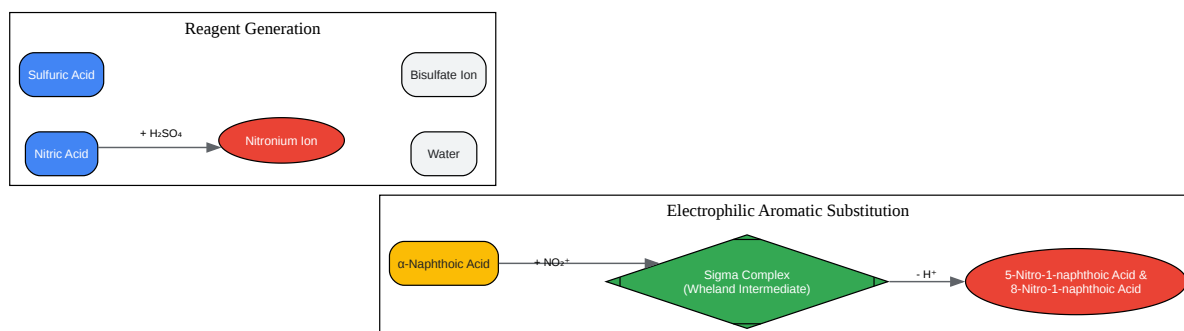 Reagent Generation
Sulfuric Acid
Bisulfate Ion
Nitric Acid
+ H₂SO₄
Nitronium Ion
Water
Electrophilic Aromatic Substitution
α-Naphthoic Acid
+ NO₂⁺
Sigma Complex
(Wheland Intermediate)
- H⁺
5-Nitro-1-naphthoic Acid &
8-Nitro-1-naphthoic Acid